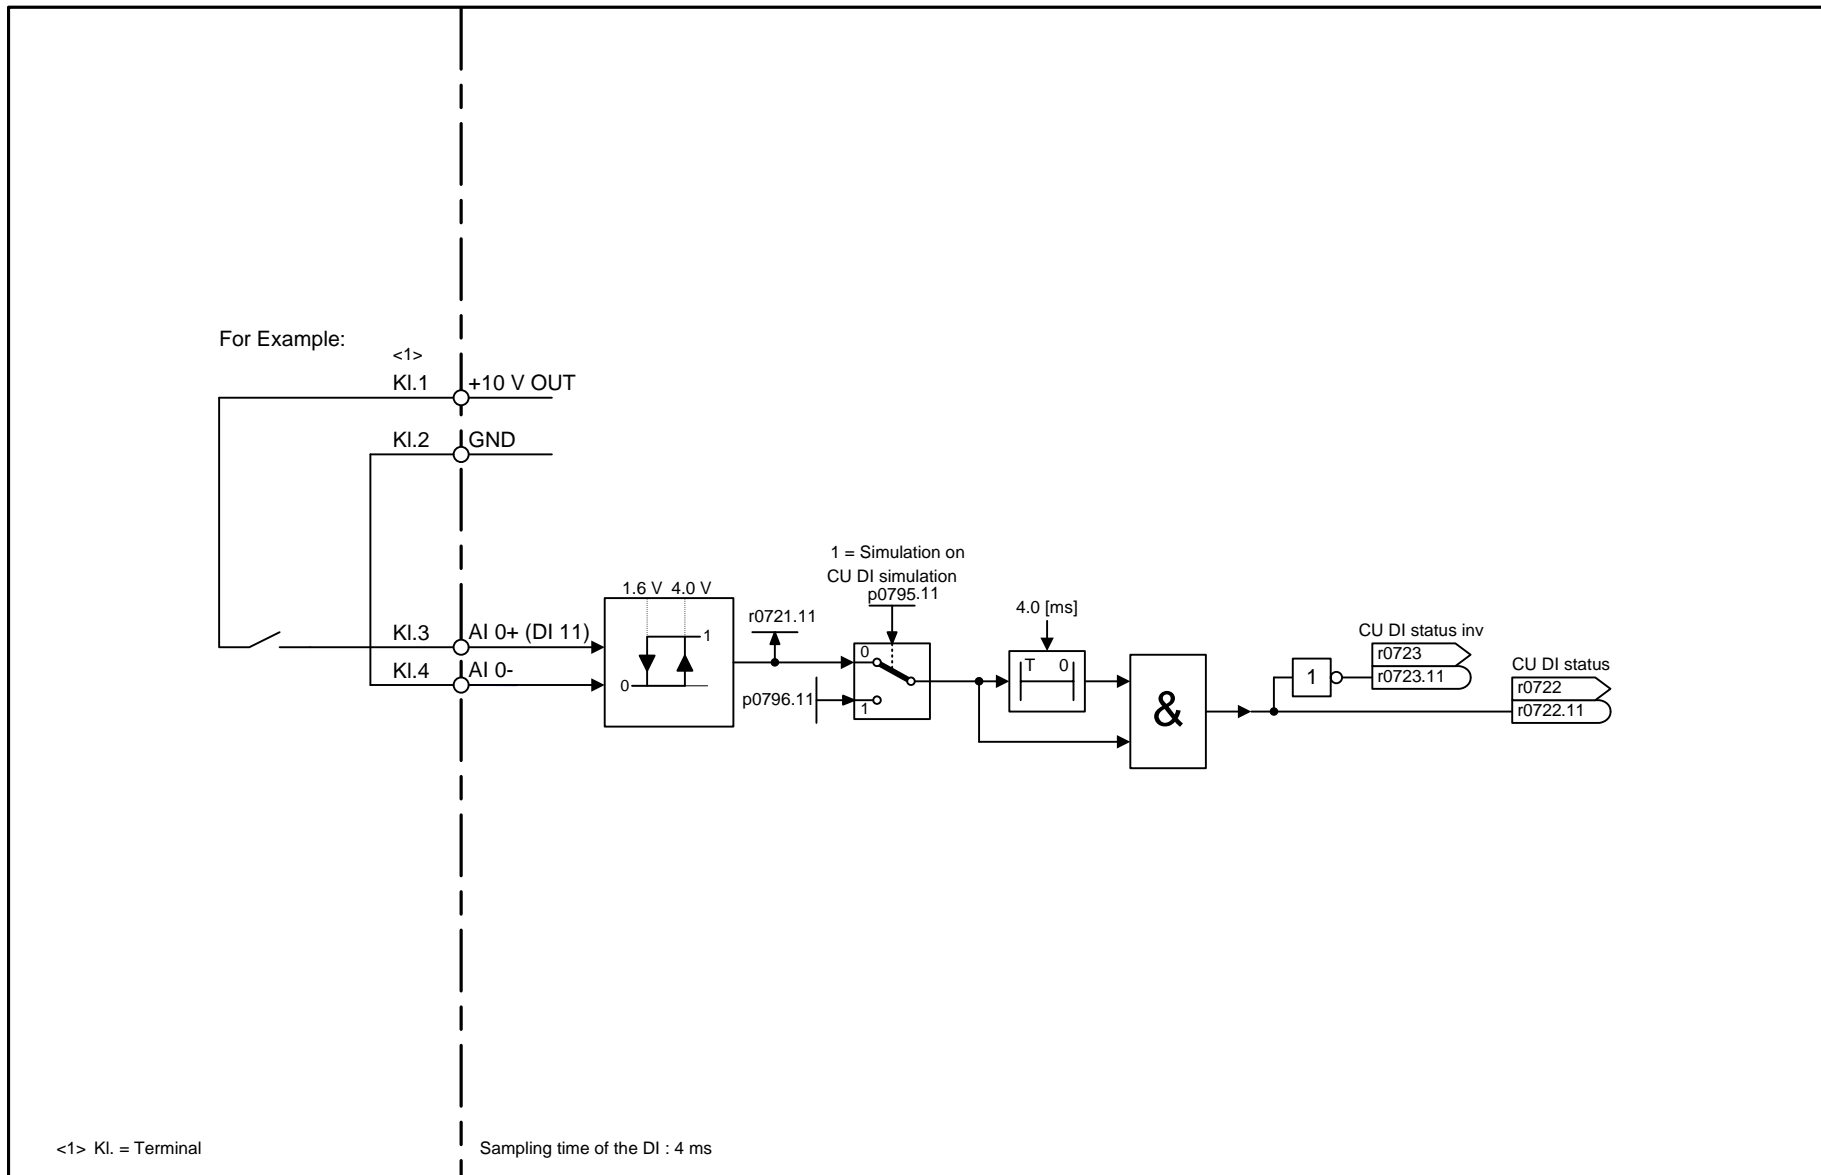 For Example:
<1>
Kl.1
+10 V OUT
Kl.2
GND
1 = Simulation on
CU DI simulation
p0795.11
1.6 V 4.0 V
r0721.11
4.0 [ms]
Kl.3
AI 0+ (DI 11)
1
0
T 0
CU DI status inv
r0723
r0723.11
CU DI status
r0722
r0722.11
Kl.4
AI 0-
0
p0796.11
1
1
&
<1> Kl. = Terminal
Sampling time of the DI : 4 ms